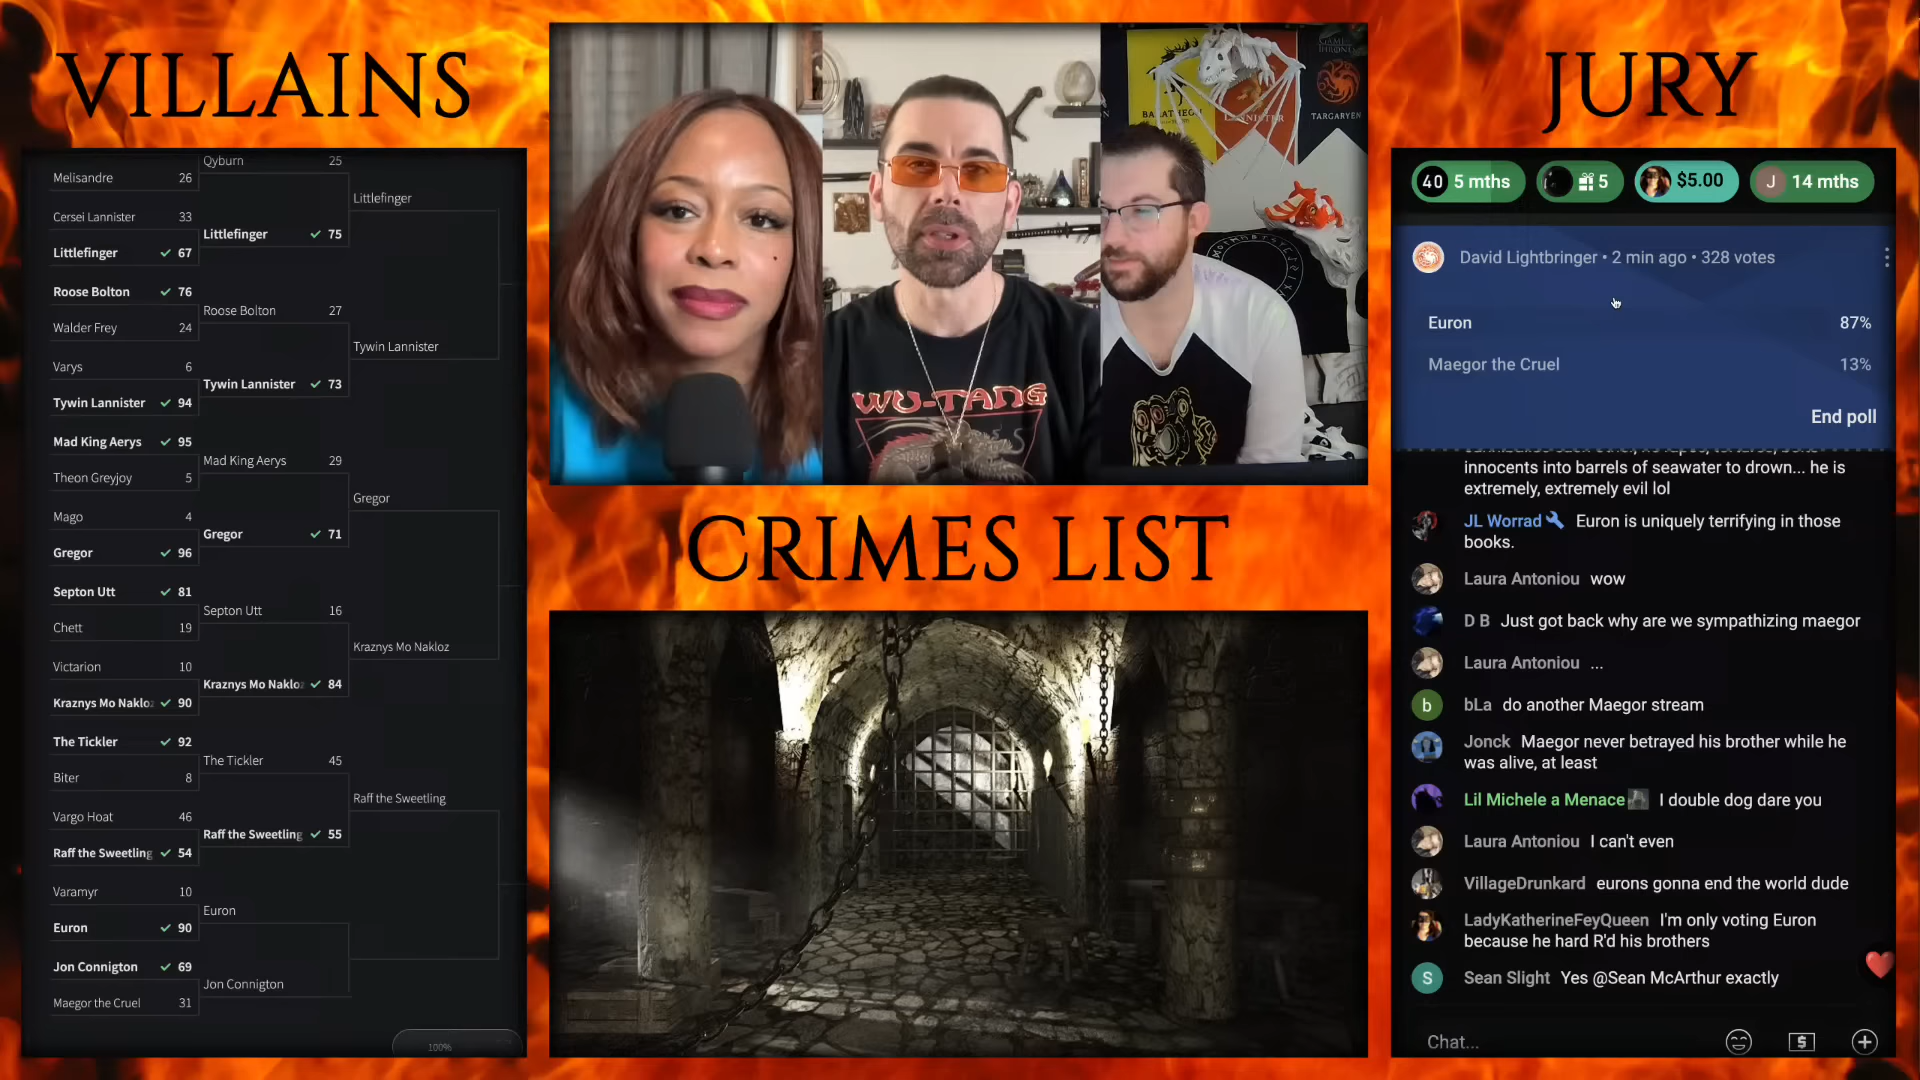 VILLAINS
Qyburn 25
Melisandre 26
Littlefinger
Cersei Lannister 33
Littlefinger 75
Littlefinger 67
Roose Bolton 76
Roose Bolton 27
Walder Frey 24
Tywin Lannister
Varys 6
Tywin Lannister 73
Tywin Lannister 94
Mad King Aerys 95
Mad King Aerys 29
Theon Greyjoy 5
Gregor
Mago 4
Gregor 71
Gregor 96
Septon Utt 81
Septon Utt 16
Chett 19
Kraznys Mo Nakloz
Victarion 10
Kraznys Mo Nakloz 84
Kraznys Mo Nakloz 90
The Tickler 92
The Tickler 45
Biter 8
Raff the Sweetling
Vargo Hoat 46
Raff the Sweetling 55
Raff the Sweetling 54
Varamyr 10
Euron
Euron 90
Jon Connigton 69
Jon Connigton
Maegor the Cruel 31
100%
BARATHEON
LANNISTER
GAME OF THRONES
TARGARYEN
WU-TANG
CRIMES LIST
JURY
40 5 mths
5
$5.00
J 14 mths
David Lightbringer • 2 min ago • 328 votes
Euron 87%
Maegor the Cruel 13%
End poll
innocents into barrels of seawater to drown... he is
extremely, extremely evil lol
JL Worrad Euron is uniquely terrifying in those
books.
Laura Antoniou wow
D B Just got back why are we sympathizing maegor
Laura Antoniou ...
b bLa do another Maegor stream
Jonck Maegor never betrayed his brother while he
was alive, at least
Lil Michele a Menace I double dog dare you
Laura Antoniou I can't even
VillageDrunkard eurons gonna end the world dude
LadyKatherineFeyQueen I'm only voting Euron
because he hard R'd his brothers
S Sean Slight Yes @Sean McArthur exactly
Chat...
$